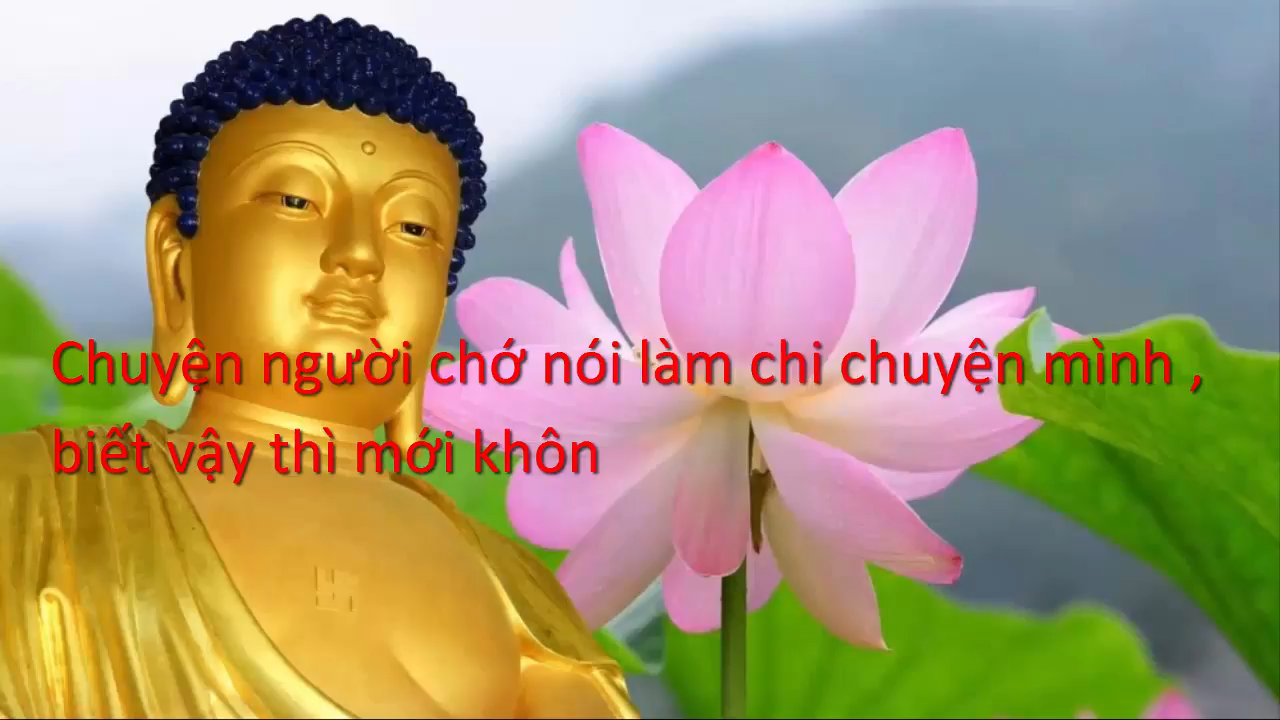 Chuyện người chớ nói làm chi chuyện mình ,
biết vậy thì mới khôn